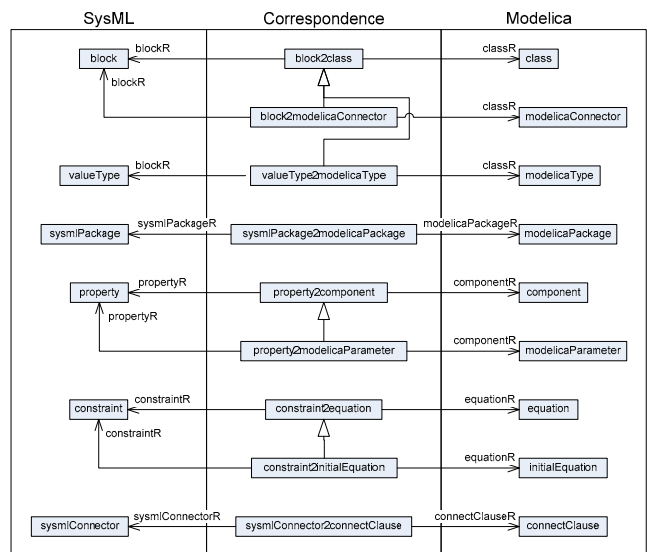 SysML Correspondence Modelica
blockR classR
block block2class class
blockR
classR
block2modelicaConnector modelicaConnector
blockR classR
valueType valueType2modelicaType modelicaType
sysmlPackageR modelicaPackageR
sysmlPackage sysmlPackage2modelicaPackage modelicaPackage
propertyR componentR
property property2component component
propertyR
componentR
property2modelicaParameter modelicaParameter
constraintR equationR
constraint constraint2equation equation
constraintR
equationR
constraint2initialEquation initialEquation
sysmlConnectorR connectClauseR
sysmlConnector sysmlConnector2connectClause connectClause